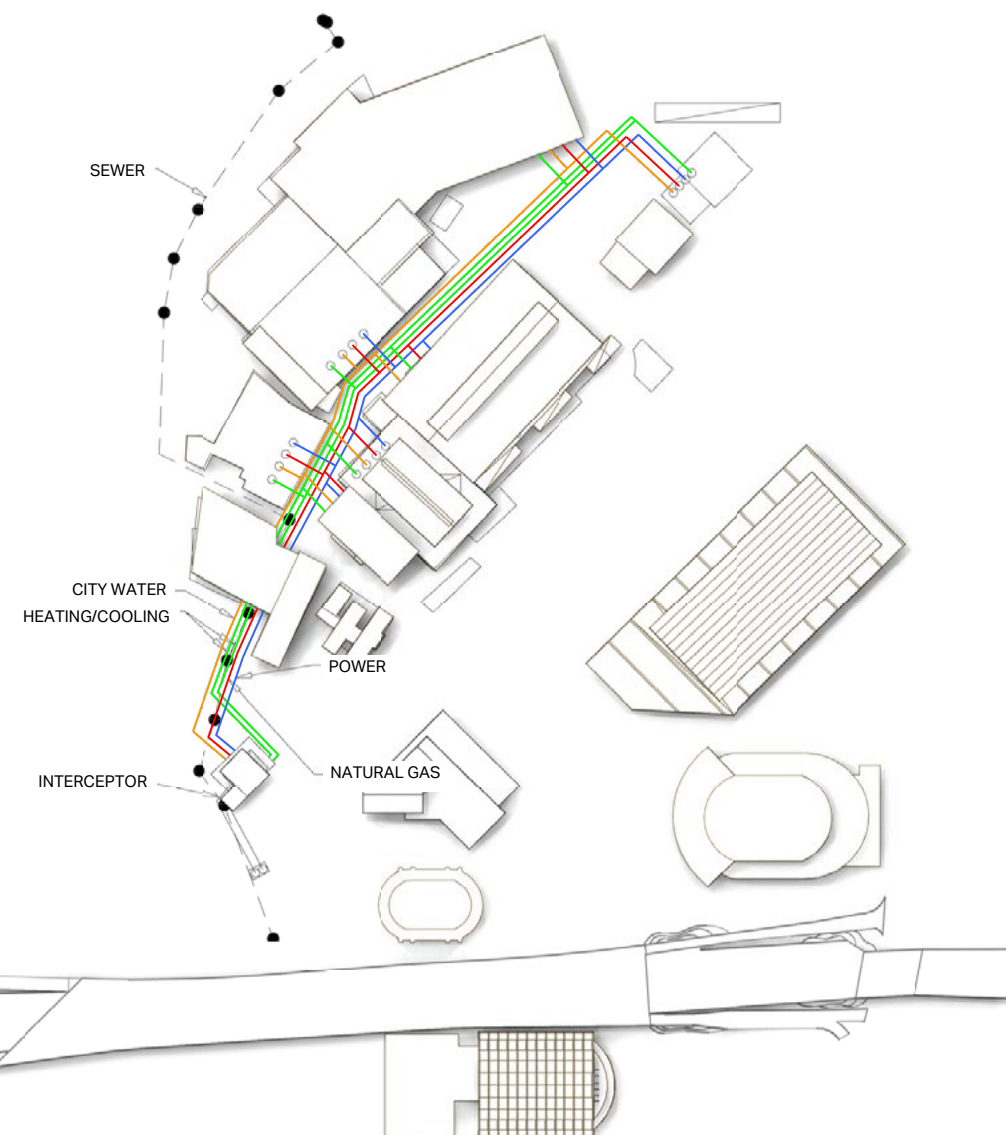 SEWER
CITY WATER
HEATING/COOLING
POWER
NATURAL GAS
INTERCEPTOR